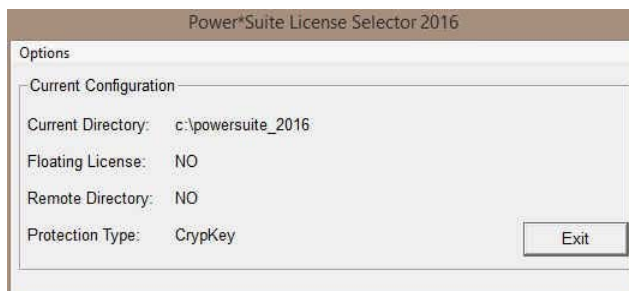 Power*Suite License Selector 2016
Options
Current Configuration
Current Directory: c:\powersuite_2016
Floating License: NO
Remote Directory: NO
Protection Type: CrypKey
Exit